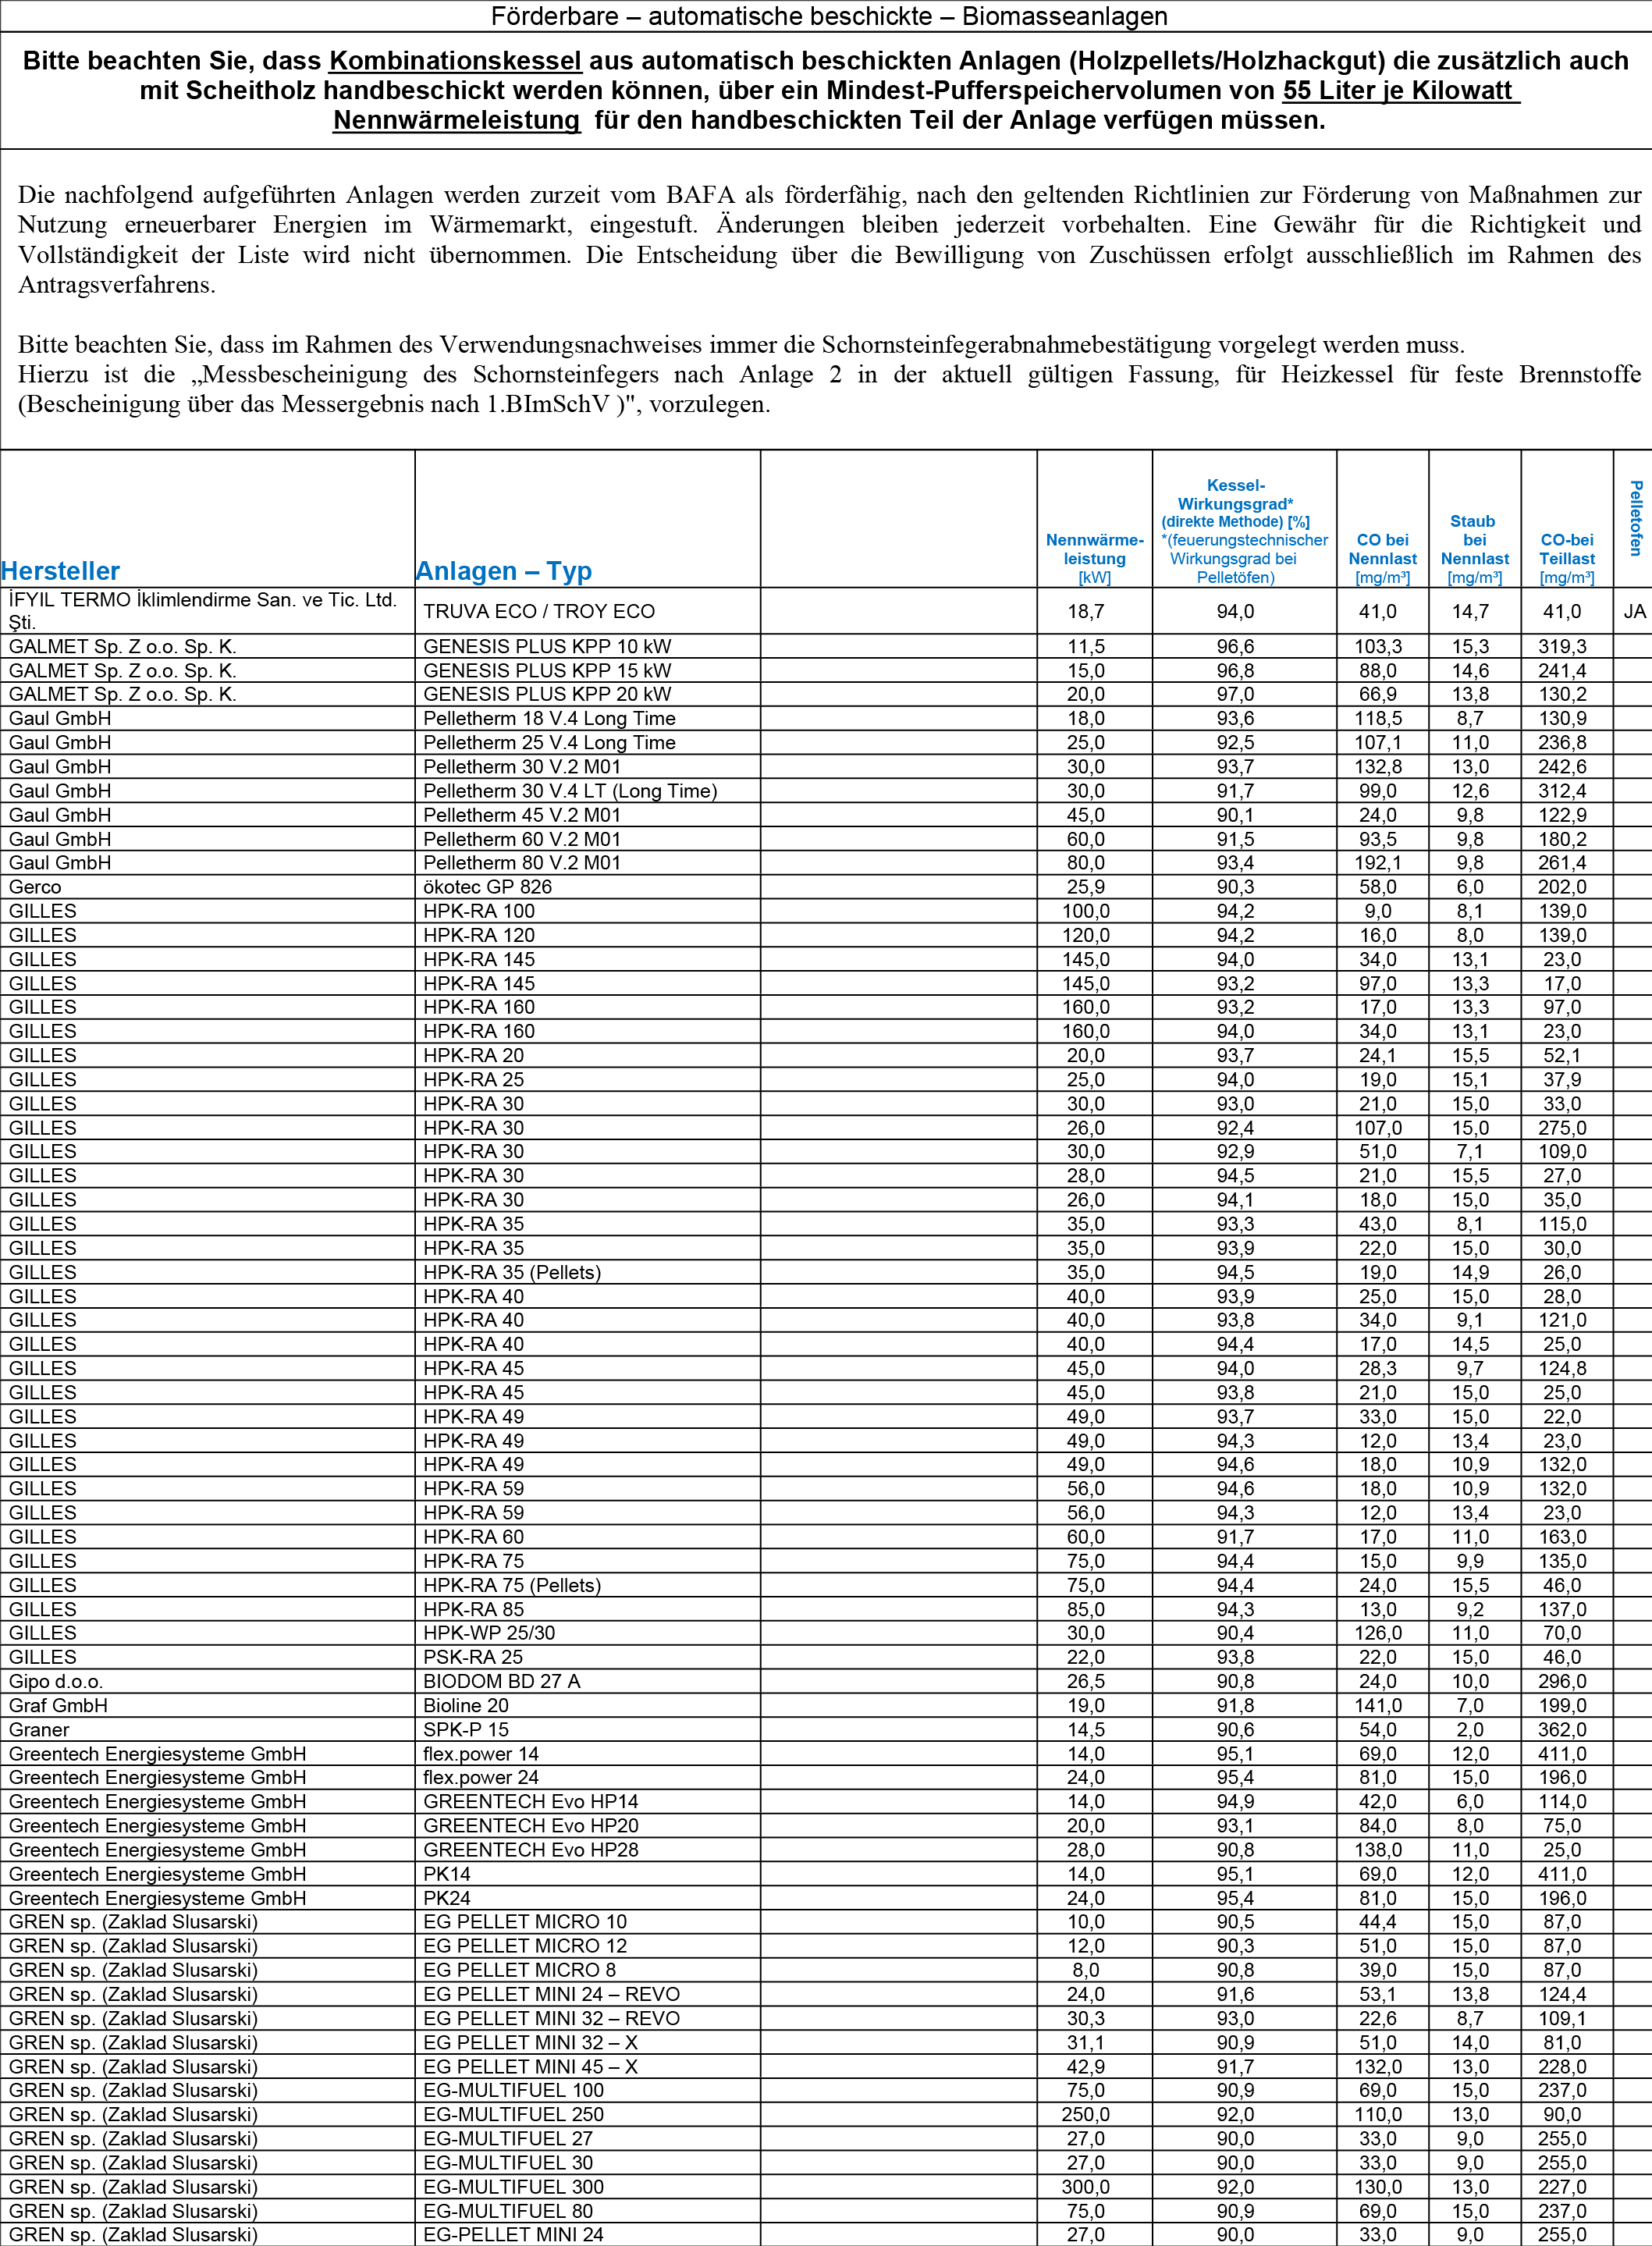 Förderbare – automatische beschickte – Biomasseanlagen
Bitte beachten Sie, dass Kombinationskessel aus automatisch beschickten Anlagen (Holzpellets/Holzhackgut) die zusätzlich auch
mit Scheitholz handbeschickt werden können, über ein Mindest-Pufferspeichervolumen von 55 Liter je Kilowatt
Nennwärmeleistung für den handbeschickten Teil der Anlage verfügen müssen.
Die nachfolgend aufgeführten Anlagen werden zurzeit vom BAFA als förderfähig, nach den geltenden Richtlinien zur Förderung von Maßnahmen zur
Nutzung erneuerbarer Energien im Wärmemarkt, eingestuft. Änderungen bleiben jederzeit vorbehalten. Eine Gewähr für die Richtigkeit und
Vollständigkeit der Liste wird nicht übernommen. Die Entscheidung über die Bewilligung von Zuschüssen erfolgt ausschließlich im Rahmen des
Antragsverfahrens.
Bitte beachten Sie, dass im Rahmen des Verwendungsnachweises immer die Schornsteinfegerabnahmebestätigung vorgelegt werden muss.
Hierzu ist die „Messbescheinigung des Schornsteinfegers nach Anlage 2 in der aktuell gültigen Fassung, für Heizkessel für feste Brennstoffe
(Bescheinigung über das Messergebnis nach 1.BImSchV )", vorzulegen.
Hersteller
Anlagen – Typ
Nennwärme-
leistung
[kW]
Kessel-
Wirkungsgrad*
(direkte Methode) [%]
*(feuerungstechnischer
Wirkungsgrad bei
Pelletöfen)
CO bei
Nennlast
[mg/m³]
Staub
bei
Nennlast
[mg/m³]
CO-bei
Teillast
[mg/m³]
Pelletofen
İFYIL TERMO İklimlendirme San. ve Tic. Ltd.
Şti. TRUVA ECO / TROY ECO 18,7 94,0 41,0 14,7 41,0 JA
GALMET Sp. Z o.o. Sp. K. GENESIS PLUS KPP 10 kW 11,5 96,6 103,3 15,3 319,3
GALMET Sp. Z o.o. Sp. K. GENESIS PLUS KPP 15 kW 15,0 96,8 88,0 14,6 241,4
GALMET Sp. Z o.o. Sp. K. GENESIS PLUS KPP 20 kW 20,0 97,0 66,9 13,8 130,2
Gaul GmbH Pelletherm 18 V.4 Long Time 18,0 93,6 118,5 8,7 130,9
Gaul GmbH Pelletherm 25 V.4 Long Time 25,0 92,5 107,1 11,0 236,8
Gaul GmbH Pelletherm 30 V.2 M01 30,0 93,7 132,8 13,0 242,6
Gaul GmbH Pelletherm 30 V.4 LT (Long Time) 30,0 91,7 99,0 12,6 312,4
Gaul GmbH Pelletherm 45 V.2 M01 45,0 90,1 24,0 9,8 122,9
Gaul GmbH Pelletherm 60 V.2 M01 60,0 91,5 93,5 9,8 180,2
Gaul GmbH Pelletherm 80 V.2 M01 80,0 93,4 192,1 9,8 261,4
Gerco ökotec GP 826 25,9 90,3 58,0 6,0 202,0
GILLES HPK-RA 100 100,0 94,2 9,0 8,1 139,0
GILLES HPK-RA 120 120,0 94,2 16,0 8,0 139,0
GILLES HPK-RA 145 145,0 94,0 34,0 13,1 23,0
GILLES HPK-RA 145 145,0 93,2 97,0 13,3 17,0
GILLES HPK-RA 160 160,0 93,2 17,0 13,3 97,0
GILLES HPK-RA 160 160,0 94,0 34,0 13,1 23,0
GILLES HPK-RA 20 20,0 93,7 24,1 15,5 52,1
GILLES HPK-RA 25 25,0 94,0 19,0 15,1 37,9
GILLES HPK-RA 30 30,0 93,0 21,0 15,0 33,0
GILLES HPK-RA 30 26,0 92,4 107,0 15,0 275,0
GILLES HPK-RA 30 30,0 92,9 51,0 7,1 109,0
GILLES HPK-RA 30 28,0 94,5 21,0 15,5 27,0
GILLES HPK-RA 30 26,0 94,1 18,0 15,0 35,0
GILLES HPK-RA 35 35,0 93,3 43,0 8,1 115,0
GILLES HPK-RA 35 35,0 93,9 22,0 15,0 30,0
GILLES HPK-RA 35 (Pellets) 35,0 94,5 19,0 14,9 26,0
GILLES HPK-RA 40 40,0 93,9 25,0 15,0 28,0
GILLES HPK-RA 40 40,0 93,8 34,0 9,1 121,0
GILLES HPK-RA 40 40,0 94,4 17,0 14,5 25,0
GILLES HPK-RA 45 45,0 94,0 28,3 9,7 124,8
GILLES HPK-RA 45 45,0 93,8 21,0 15,0 25,0
GILLES HPK-RA 49 49,0 93,7 33,0 15,0 22,0
GILLES HPK-RA 49 49,0 94,3 12,0 13,4 23,0
GILLES HPK-RA 49 49,0 94,6 18,0 10,9 132,0
GILLES HPK-RA 59 56,0 94,6 18,0 10,9 132,0
GILLES HPK-RA 59 56,0 94,3 12,0 13,4 23,0
GILLES HPK-RA 60 60,0 91,7 17,0 11,0 163,0
GILLES HPK-RA 75 75,0 94,4 15,0 9,9 135,0
GILLES HPK-RA 75 (Pellets) 75,0 94,4 24,0 15,5 46,0
GILLES HPK-RA 85 85,0 94,3 13,0 9,2 137,0
GILLES HPK-WP 25/30 30,0 90,4 126,0 11,0 70,0
GILLES PSK-RA 25 22,0 93,8 22,0 15,0 46,0
Gipo d.o.o. BIODOM BD 27 A 26,5 90,8 24,0 10,0 296,0
Graf GmbH Bioline 20 19,0 91,8 141,0 7,0 199,0
Graner SPK-P 15 14,5 90,6 54,0 2,0 362,0
Greentech Energiesysteme GmbH flex.power 14 14,0 95,1 69,0 12,0 411,0
Greentech Energiesysteme GmbH flex.power 24 24,0 95,4 81,0 15,0 196,0
Greentech Energiesysteme GmbH GREENTECH Evo HP14 14,0 94,9 42,0 6,0 114,0
Greentech Energiesysteme GmbH GREENTECH Evo HP20 20,0 93,1 84,0 8,0 75,0
Greentech Energiesysteme GmbH GREENTECH Evo HP28 28,0 90,8 138,0 11,0 25,0
Greentech Energiesysteme GmbH PK14 14,0 95,1 69,0 12,0 411,0
Greentech Energiesysteme GmbH PK24 24,0 95,4 81,0 15,0 196,0
GREN sp. (Zaklad Slusarski) EG PELLET MICRO 10 10,0 90,5 44,4 15,0 87,0
GREN sp. (Zaklad Slusarski) EG PELLET MICRO 12 12,0 90,3 51,0 15,0 87,0
GREN sp. (Zaklad Slusarski) EG PELLET MICRO 8 8,0 90,8 39,0 15,0 87,0
GREN sp. (Zaklad Slusarski) EG PELLET MINI 24 – REVO 24,0 91,6 53,1 13,8 124,4
GREN sp. (Zaklad Slusarski) EG PELLET MINI 32 – REVO 30,3 93,0 22,6 8,7 109,1
GREN sp. (Zaklad Slusarski) EG PELLET MINI 32 – X 31,1 90,9 51,0 14,0 81,0
GREN sp. (Zaklad Slusarski) EG PELLET MINI 45 – X 42,9 91,7 132,0 13,0 228,0
GREN sp. (Zaklad Slusarski) EG-MULTIFUEL 100 75,0 90,9 69,0 15,0 237,0
GREN sp. (Zaklad Slusarski) EG-MULTIFUEL 250 250,0 92,0 110,0 13,0 90,0
GREN sp. (Zaklad Slusarski) EG-MULTIFUEL 27 27,0 90,0 33,0 9,0 255,0
GREN sp. (Zaklad Slusarski) EG-MULTIFUEL 30 27,0 90,0 33,0 9,0 255,0
GREN sp. (Zaklad Slusarski) EG-MULTIFUEL 300 300,0 92,0 130,0 13,0 227,0
GREN sp. (Zaklad Slusarski) EG-MULTIFUEL 80 75,0 90,9 69,0 15,0 237,0
GREN sp. (Zaklad Slusarski) EG-PELLET MINI 24 27,0 90,0 33,0 9,0 255,0